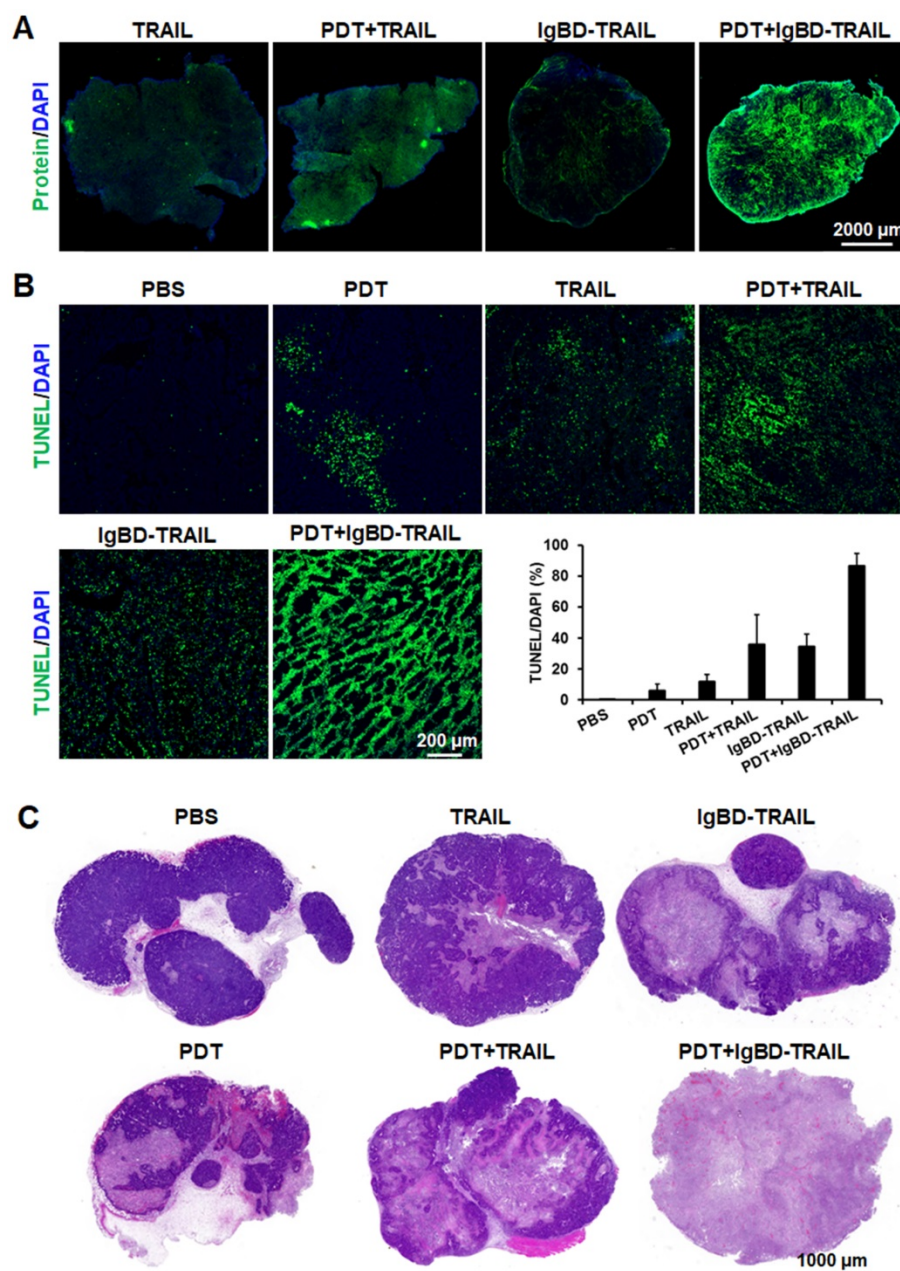 A
TRAIL PDT+TRAIL IgBD-TRAIL PDT+IgBD-TRAIL
Protein/DAPI
2000 µm
B
PBS PDT TRAIL PDT+TRAIL
TUNEL/DAPI
IgBD-TRAIL PDT+IgBD-TRAIL
TUNEL/DAPI
200 µm
TUNEL/DAPI (%)
100
80
60
40
20
0
PBS PDT TRAIL PDT+TRAIL IgBD-TRAIL PDT+IgBD-TRAIL
C
PBS TRAIL IgBD-TRAIL
PDT PDT+TRAIL PDT+IgBD-TRAIL
1000 µm